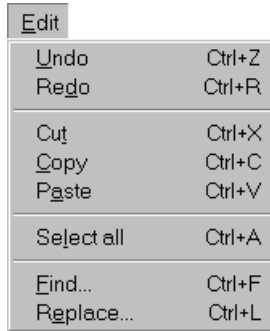 Edit
Undo Ctrl+Z
Redo Ctrl+R
Cut Ctrl+X
Copy Ctrl+C
Paste Ctrl+V
Select all Ctrl+A
Find... Ctrl+F
Replace... Ctrl+L